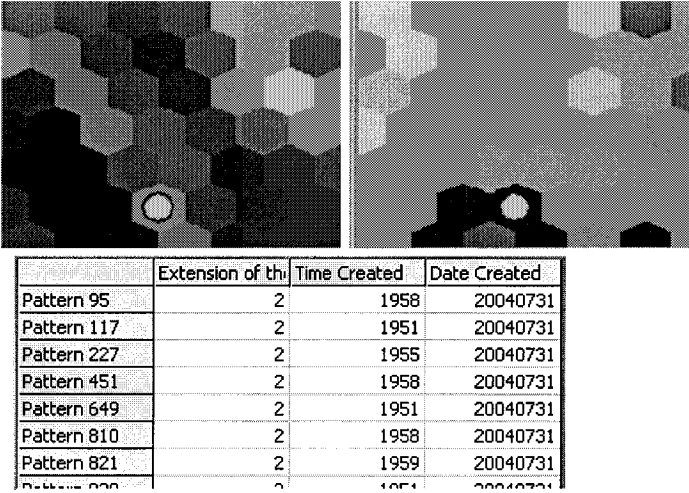 Extension of th Time Created Date Created
Pattern 95 2 1958 20040731
Pattern 117 2 1951 20040731
Pattern 227 2 1955 20040731
Pattern 451 2 1958 20040731
Pattern 649 2 1951 20040731
Pattern 810 2 1958 20040731
Pattern 821 2 1959 20040731